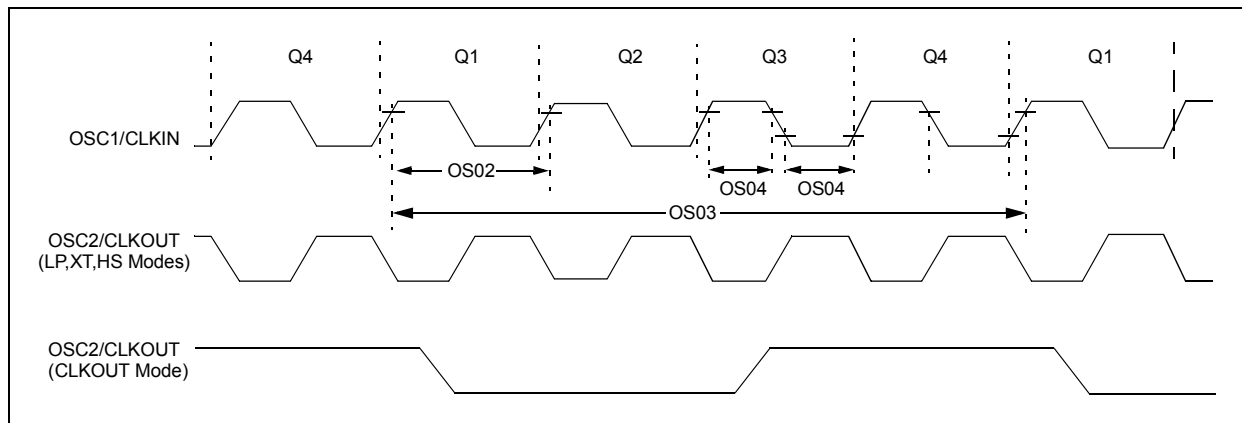 Q4 Q1 Q2 Q3 Q4 Q1
OSC1/CLKIN
OS02
OS04 OS04
OS03
OSC2/CLKOUT
(LP,XT,HS Modes)
OSC2/CLKOUT
(CLKOUT Mode)